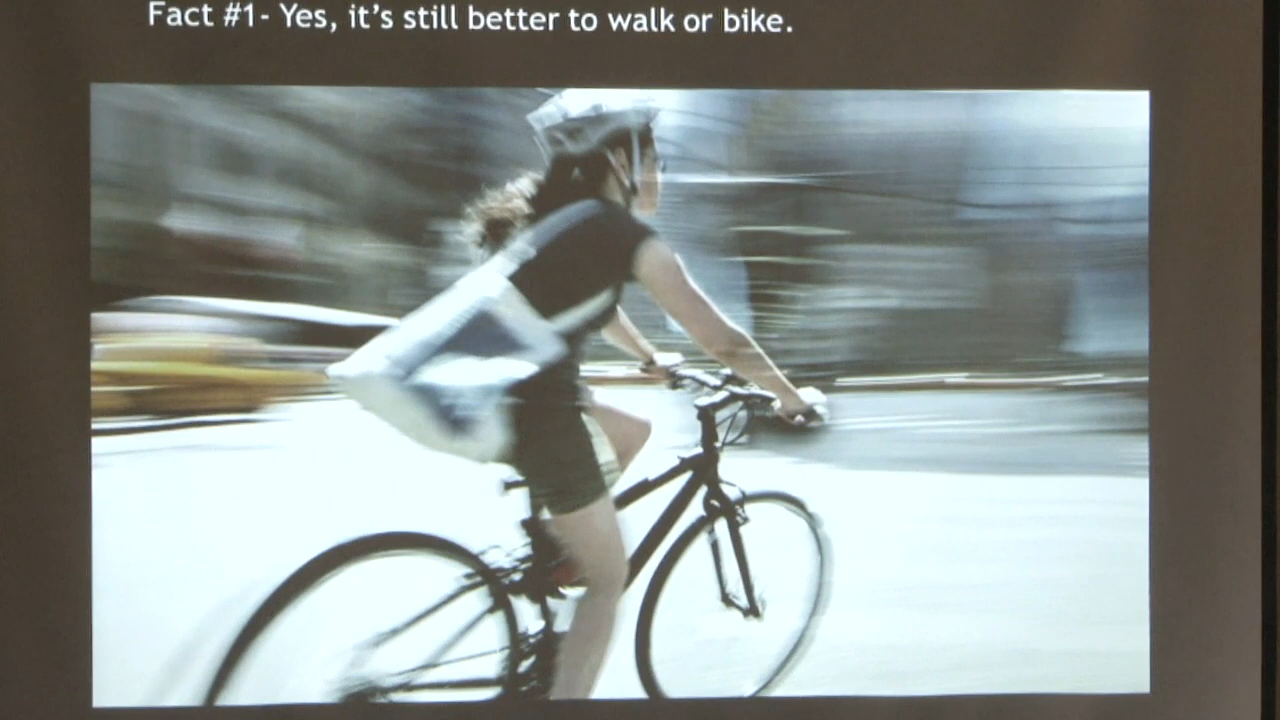 Fact #1- Yes, it's still better to walk or bike.